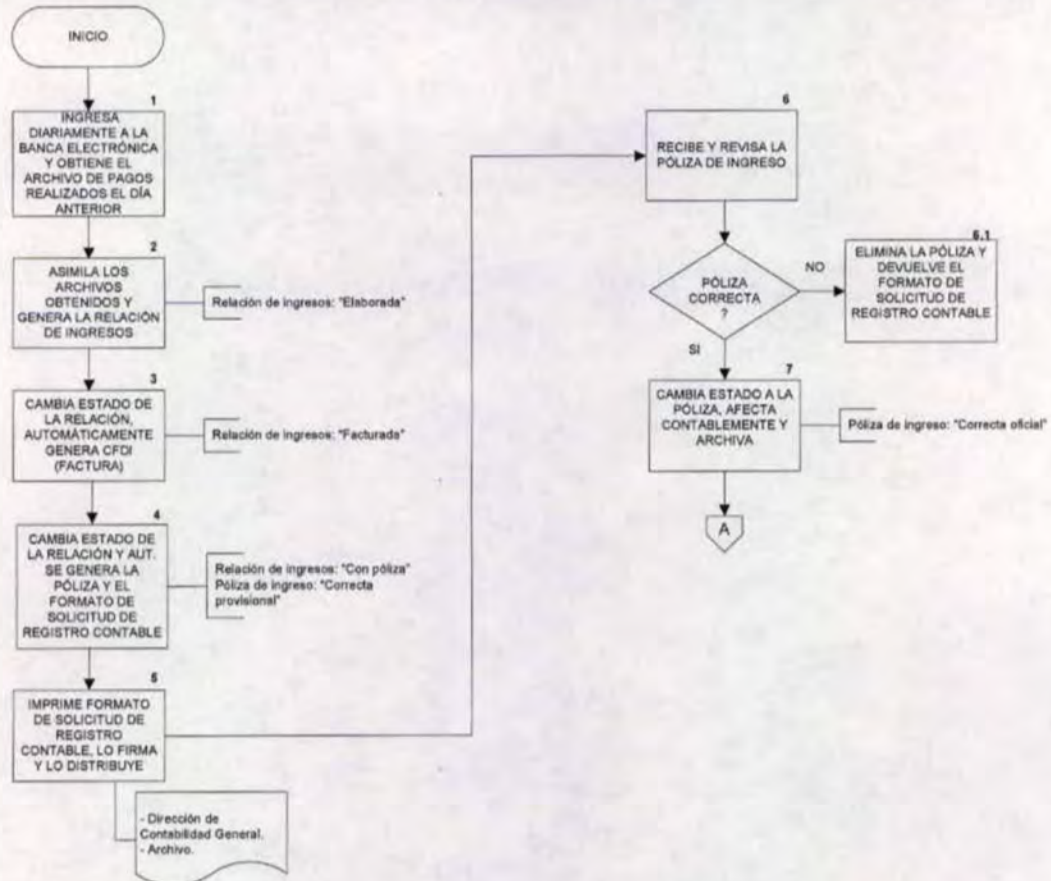 INICIO
1
INGRESA
DIARIAMENTE A LA
BANCA ELECTRÓNICA
Y OBTIENE EL
ARCHIVO DE PAGOS
REALIZADOS EL DÍA
ANTERIOR
2
ASIMILA LOS
ARCHIVOS
OBTENIDOS Y
GENERA LA RELACIÓN
DE INGRESOS
Relación de ingresos: "Elaborada"
3
CAMBIA ESTADO DE
LA RELACIÓN,
AUTOMÁTICAMENTE
GENERA CFDI
(FACTURA)
Relación de ingresos: "Facturada"
4
CAMBIA ESTADO DE
LA RELACIÓN Y AUT.
SE GENERA LA
PÓLIZA Y EL
FORMATO DE
SOLICITUD DE
REGISTRO CONTABLE
Relación de ingresos: "Con póliza"
Póliza de ingreso: "Correcta
provisional"
5
IMPRIME FORMATO
DE SOLICITUD DE
REGISTRO
CONTABLE, LO FIRMA
Y LO DISTRIBUYE
- Dirección de
Contabilidad General.
- Archivo.
6
RECIBE Y REVISA LA
PÓLIZA DE INGRESO
PÓLIZA
CORRECTA
?
NO
6.1
ELIMINA LA PÓLIZA Y
DEVUELVE EL
FORMATO DE
SOLICITUD DE
REGISTRO CONTABLE
SI
7
CAMBIA ESTADO A LA
PÓLIZA, AFECTA
CONTABLEMENTE Y
ARCHIVA
Póliza de ingreso: "Correcta oficial"
A